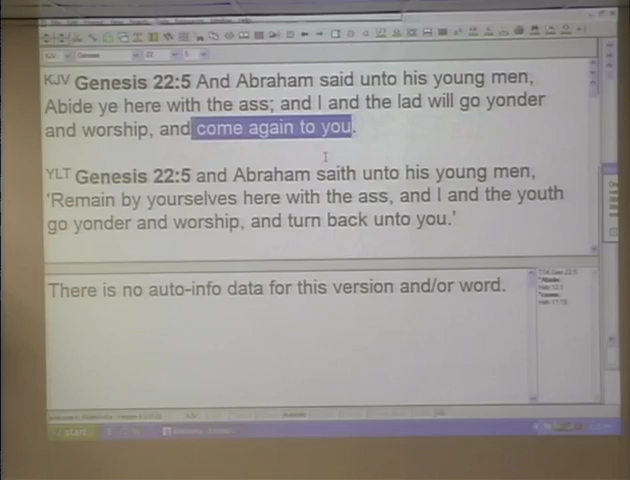 KJV Genesis 22:5 And Abraham said unto his young men,
Abide ye here with the ass; and I and the lad will go yonder
and worship, and come again to you.
YLT Genesis 22:5 and Abraham saith unto his young men,
'Remain by yourselves here with the ass, and I and the youth
go yonder and worship, and turn back unto you.'
There is no auto-info data for this version and/or word.
start